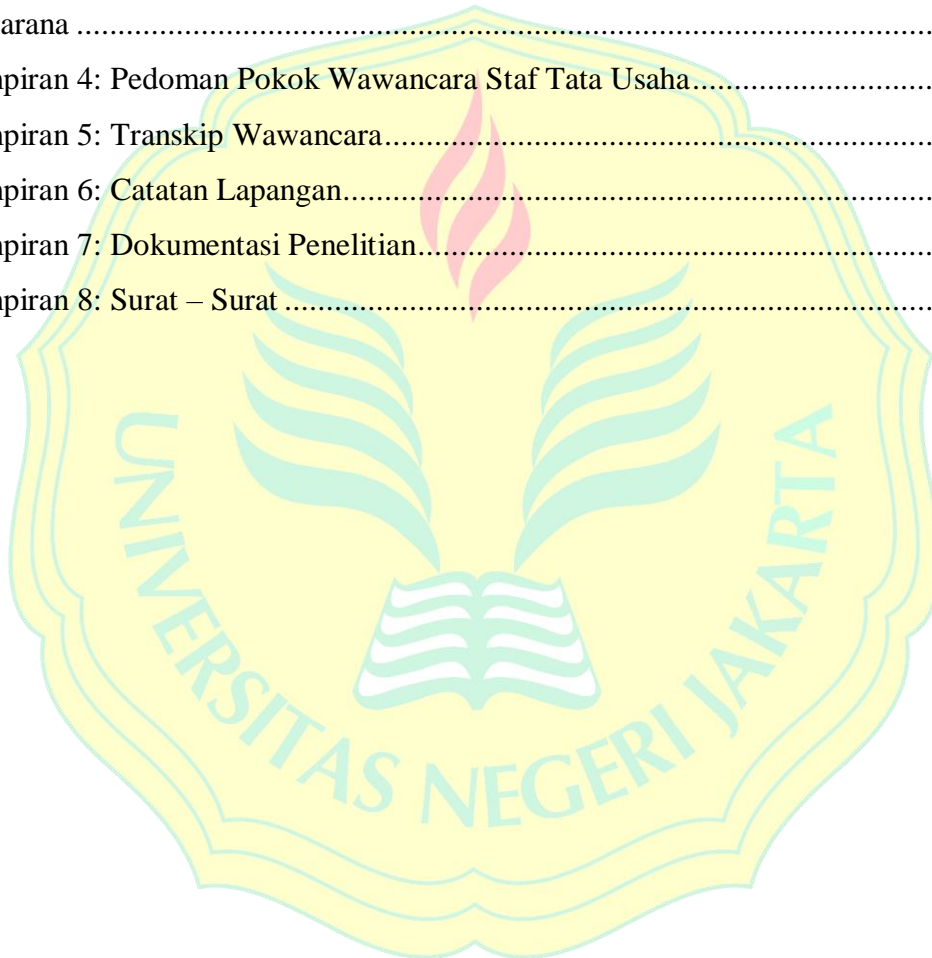 arana ........................................................................................
piran 4: Pedoman Pokok Wawancara Staf Tata Usaha.........................
piran 5: Transkip Wawancara........................................................
piran 6: Catatan Lapangan............................................................
piran 7: Dokumentasi Penelitian.....................................................
piran 8: Surat – Surat ..................................................................
UNIVERSITAS NEGERI JAKARTA